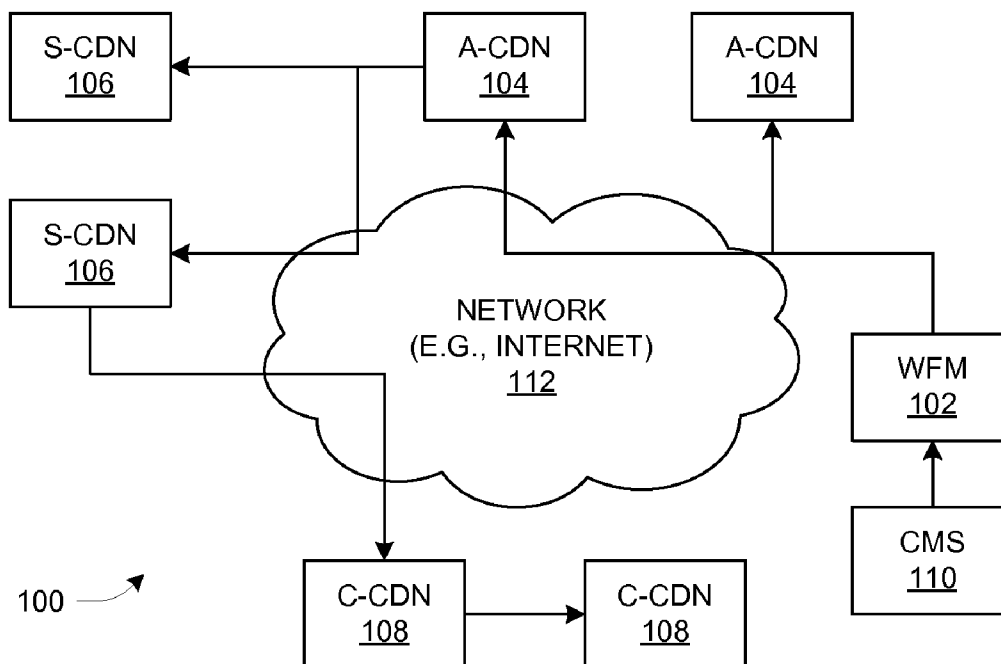 S-CDN
106
A-CDN
104
A-CDN
104
S-CDN
106
NETWORK
(E.G., INTERNET)
112
WFM
102
CMS
110
100
C-CDN
108
C-CDN
108